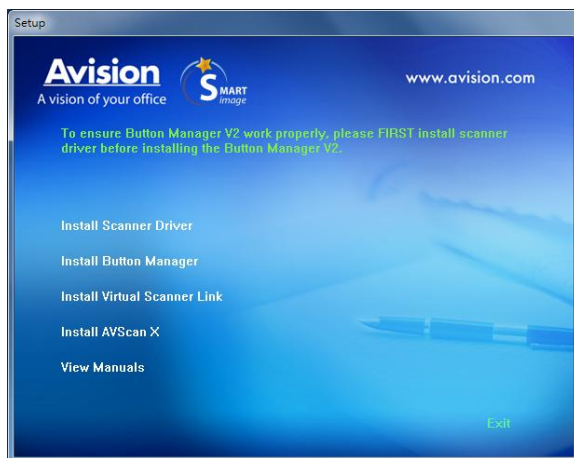 Setup
Avision
A vision of your office
SMART
Image
www.avision.com
To ensure Button Manager V2 work properly, please FIRST install scanner
driver before installing the Button Manager V2.
Install Scanner Driver
Install Button Manager
Install Virtual Scanner Link
Install AVScan X
View Manuals
Exit